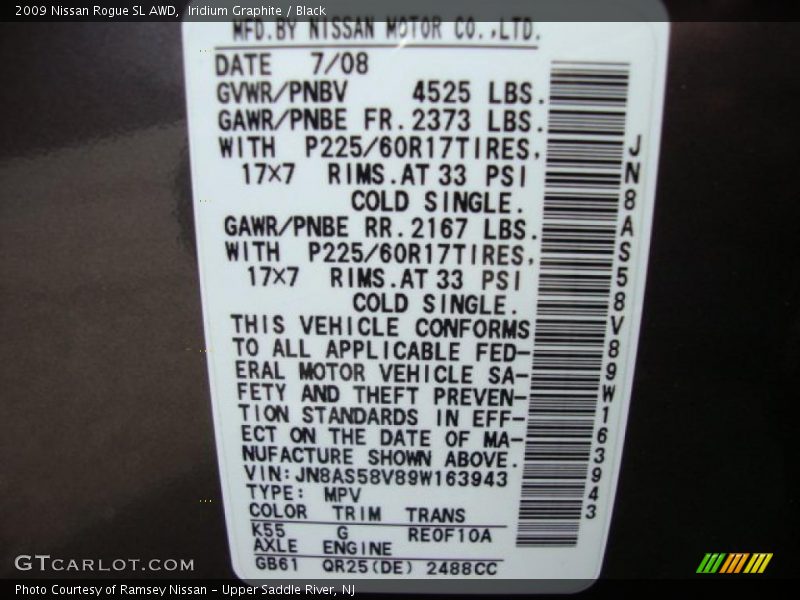 2009 Nissan Rogue SL AWD, Iridium Graphite / Black
MFD.BY NISSAN MOTOR CO.,LTD.
DATE 7/08
GVWR/PNBV 4525 LBS.
GAWR/PNBE FR.2373 LBS.
WITH P225/60R17TIRES,
17×7 RIMS.AT 33 PSI
COLD SINGLE.
GAWR/PNBE RR.2167 LBS.
WITH P225/60R17TIRES,
17×7 RIMS.AT 33 PSI
COLD SINGLE.
THIS VEHICLE CONFORMS
TO ALL APPLICABLE FED-
ERAL MOTOR VEHICLE SA-
FETY AND THEFT PREVEN-
TION STANDARDS IN EFF-
ECT ON THE DATE OF MA-
NUFACTURE SHOWN ABOVE.
VIN:JN8AS58V89W163943
TYPE: MPV
COLOR TRIM TRANS
K55 G RE0F10A
AXLE ENGINE
GB61 QR25(DE) 2488CC
JN8AS58V89W163943
GTCARLOT.COM
Photo Courtesy of Ramsey Nissan - Upper Saddle River, NJ